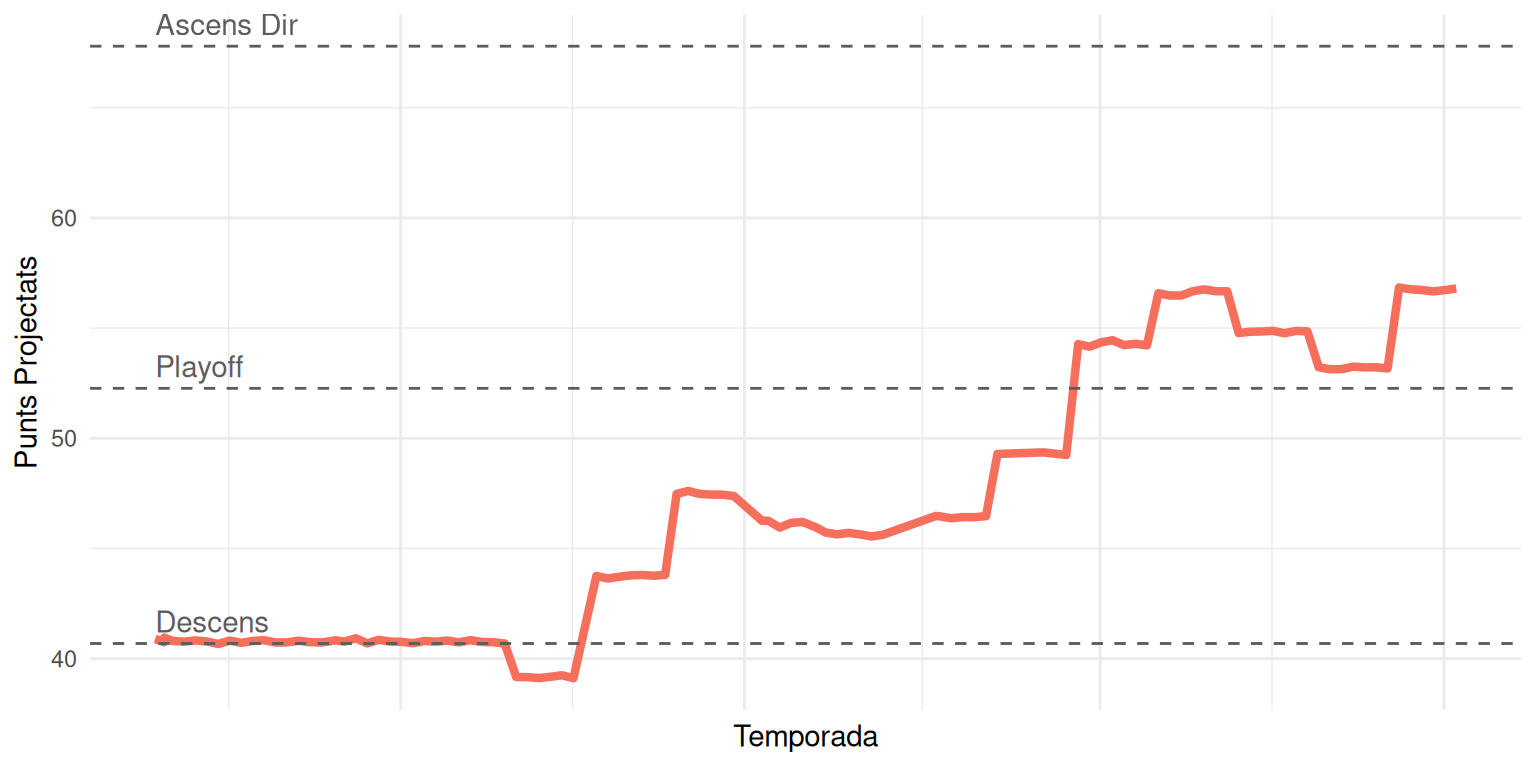 Ascens Dir
60
Playoff
50
Descens
40
Punts Projectats
Temporada